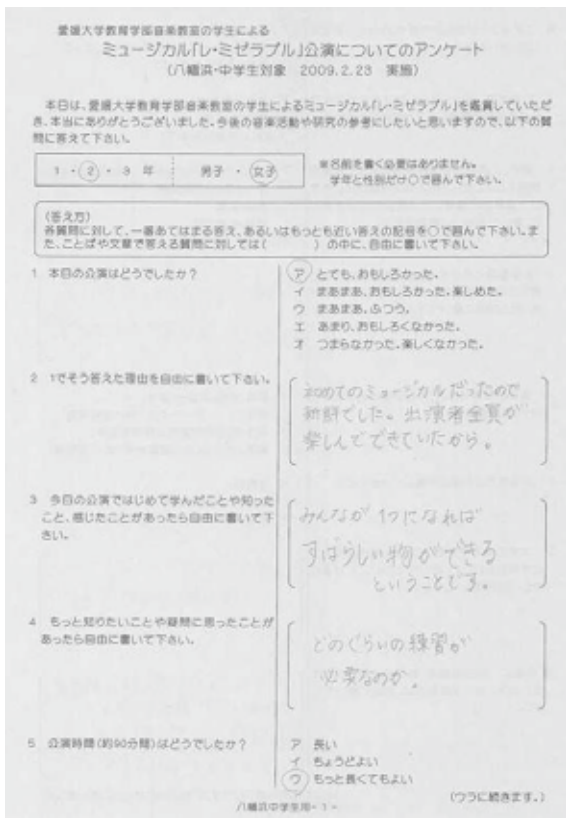 愛媛大学教育学部音楽教室の学生による
ミュージカル「レ・ミゼラブル」公演についてのアンケート
(八幡浜・中学生対象 2009.2.23 実施)
本日は、愛媛大学教育学部音楽教室の学生によるミュージカル「レ・ミゼラブル」を鑑賞していただ
き、本当にありがとうございました。今後の音楽活動や研究の参考にしたいと思いますので、以下の質
問に答えて下さい。
1 ・ 2 ・ 3 年 男子 ・ 女子
※名前を書く必要はありません。
学年と性別だけ○で囲んで下さい。
(答え方)
各質問に対して、一番あてはまる答え、あるいはもっとも近い答えの記号を○で囲んで下さい。ま
た、ことばや文章で答える質問に対しては( )の中に、自由に書いて下さい。
1 本日の公演はどうでしたか?
ア とても、おもしろかった。
イ まあまあ、おもしろかった。楽しめた。
ウ まあまあ、ふつう。
エ あまり、おもしろくなかった。
オ つまらなかった。楽しくなかった。
2 1でそう答えた理由を自由に書いて下さい。
初めてのミュージカルだったので
新鮮でした。出演者全員が
楽しんでできていたから。
3 今日の公演ではじめて学んだことや知った
こと、感じたことがあったら自由に書いて下
さい。
みんなが1つになれば
すばらしい物ができる
ということです。
4 もっと知りたいことや疑問に思ったことが
あったら自由に書いて下さい。
どのぐらいの練習が
必要なのか。
5 公演時間(約90分間)はどうでしたか?
ア 長い
イ ちょうどよい
ウ もっと長くてもよい
(ウラに続きます。)
八幡浜中学生用- 1 -